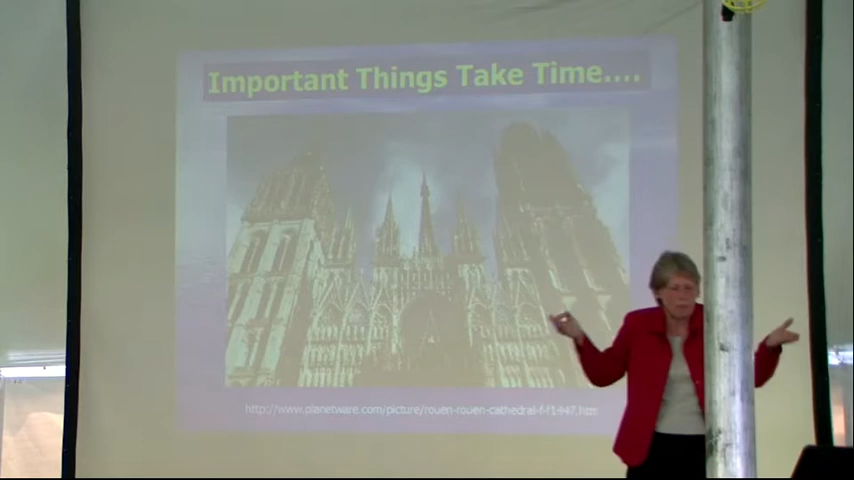 Important Things Take Time....
http://www.planetware.com/picture/rouen-rouen-cathedral-f-f1447.htm